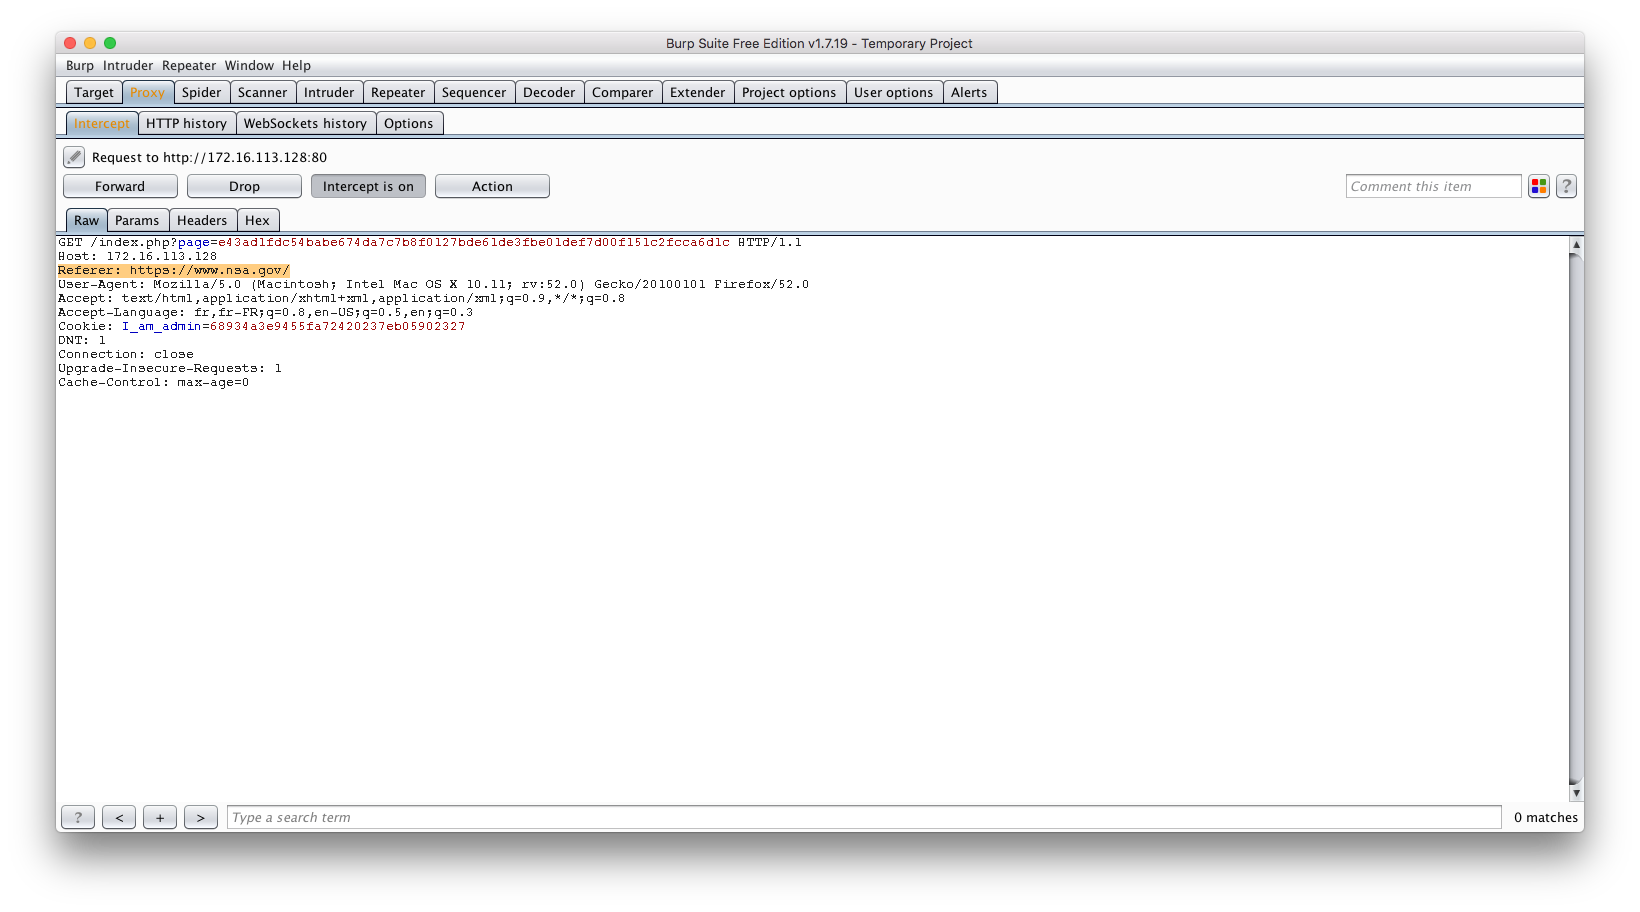 Burp Suite Free Edition v1.7.19 - Temporary Project
Burp Intruder Repeater Window Help
Target Proxy Spider Scanner Intruder Repeater Sequencer Decoder Comparer Extender Project options User options Alerts
Intercept HTTP history WebSockets history Options
Request to http://172.16.113.128:80
Forward Drop Intercept is on Action Comment this item ?
Raw Params Headers Hex
GET /index.php?page=e43ad1fdc54babe674da7c7b8f0127bde61de3fbe01def7d00f151c2fcca6d1c HTTP/1.1
Host: 172.16.113.128
Referer: https://www.nsa.gov/
User-Agent: Mozilla/5.0 (Macintosh; Intel Mac OS X 10.11; rv:52.0) Gecko/20100101 Firefox/52.0
Accept: text/html,application/xhtml+xml,application/xml;q=0.9,*/*;q=0.8
Accept-Language: fr,fr-FR;q=0.8,en-US;q=0.5,en;q=0.3
Cookie: I_am_admin=68934a3e9455fa72420237eb05902327
DNT: 1
Connection: close
Upgrade-Insecure-Requests: 1
Cache-Control: max-age=0
? < + > Type a search term 0 matches